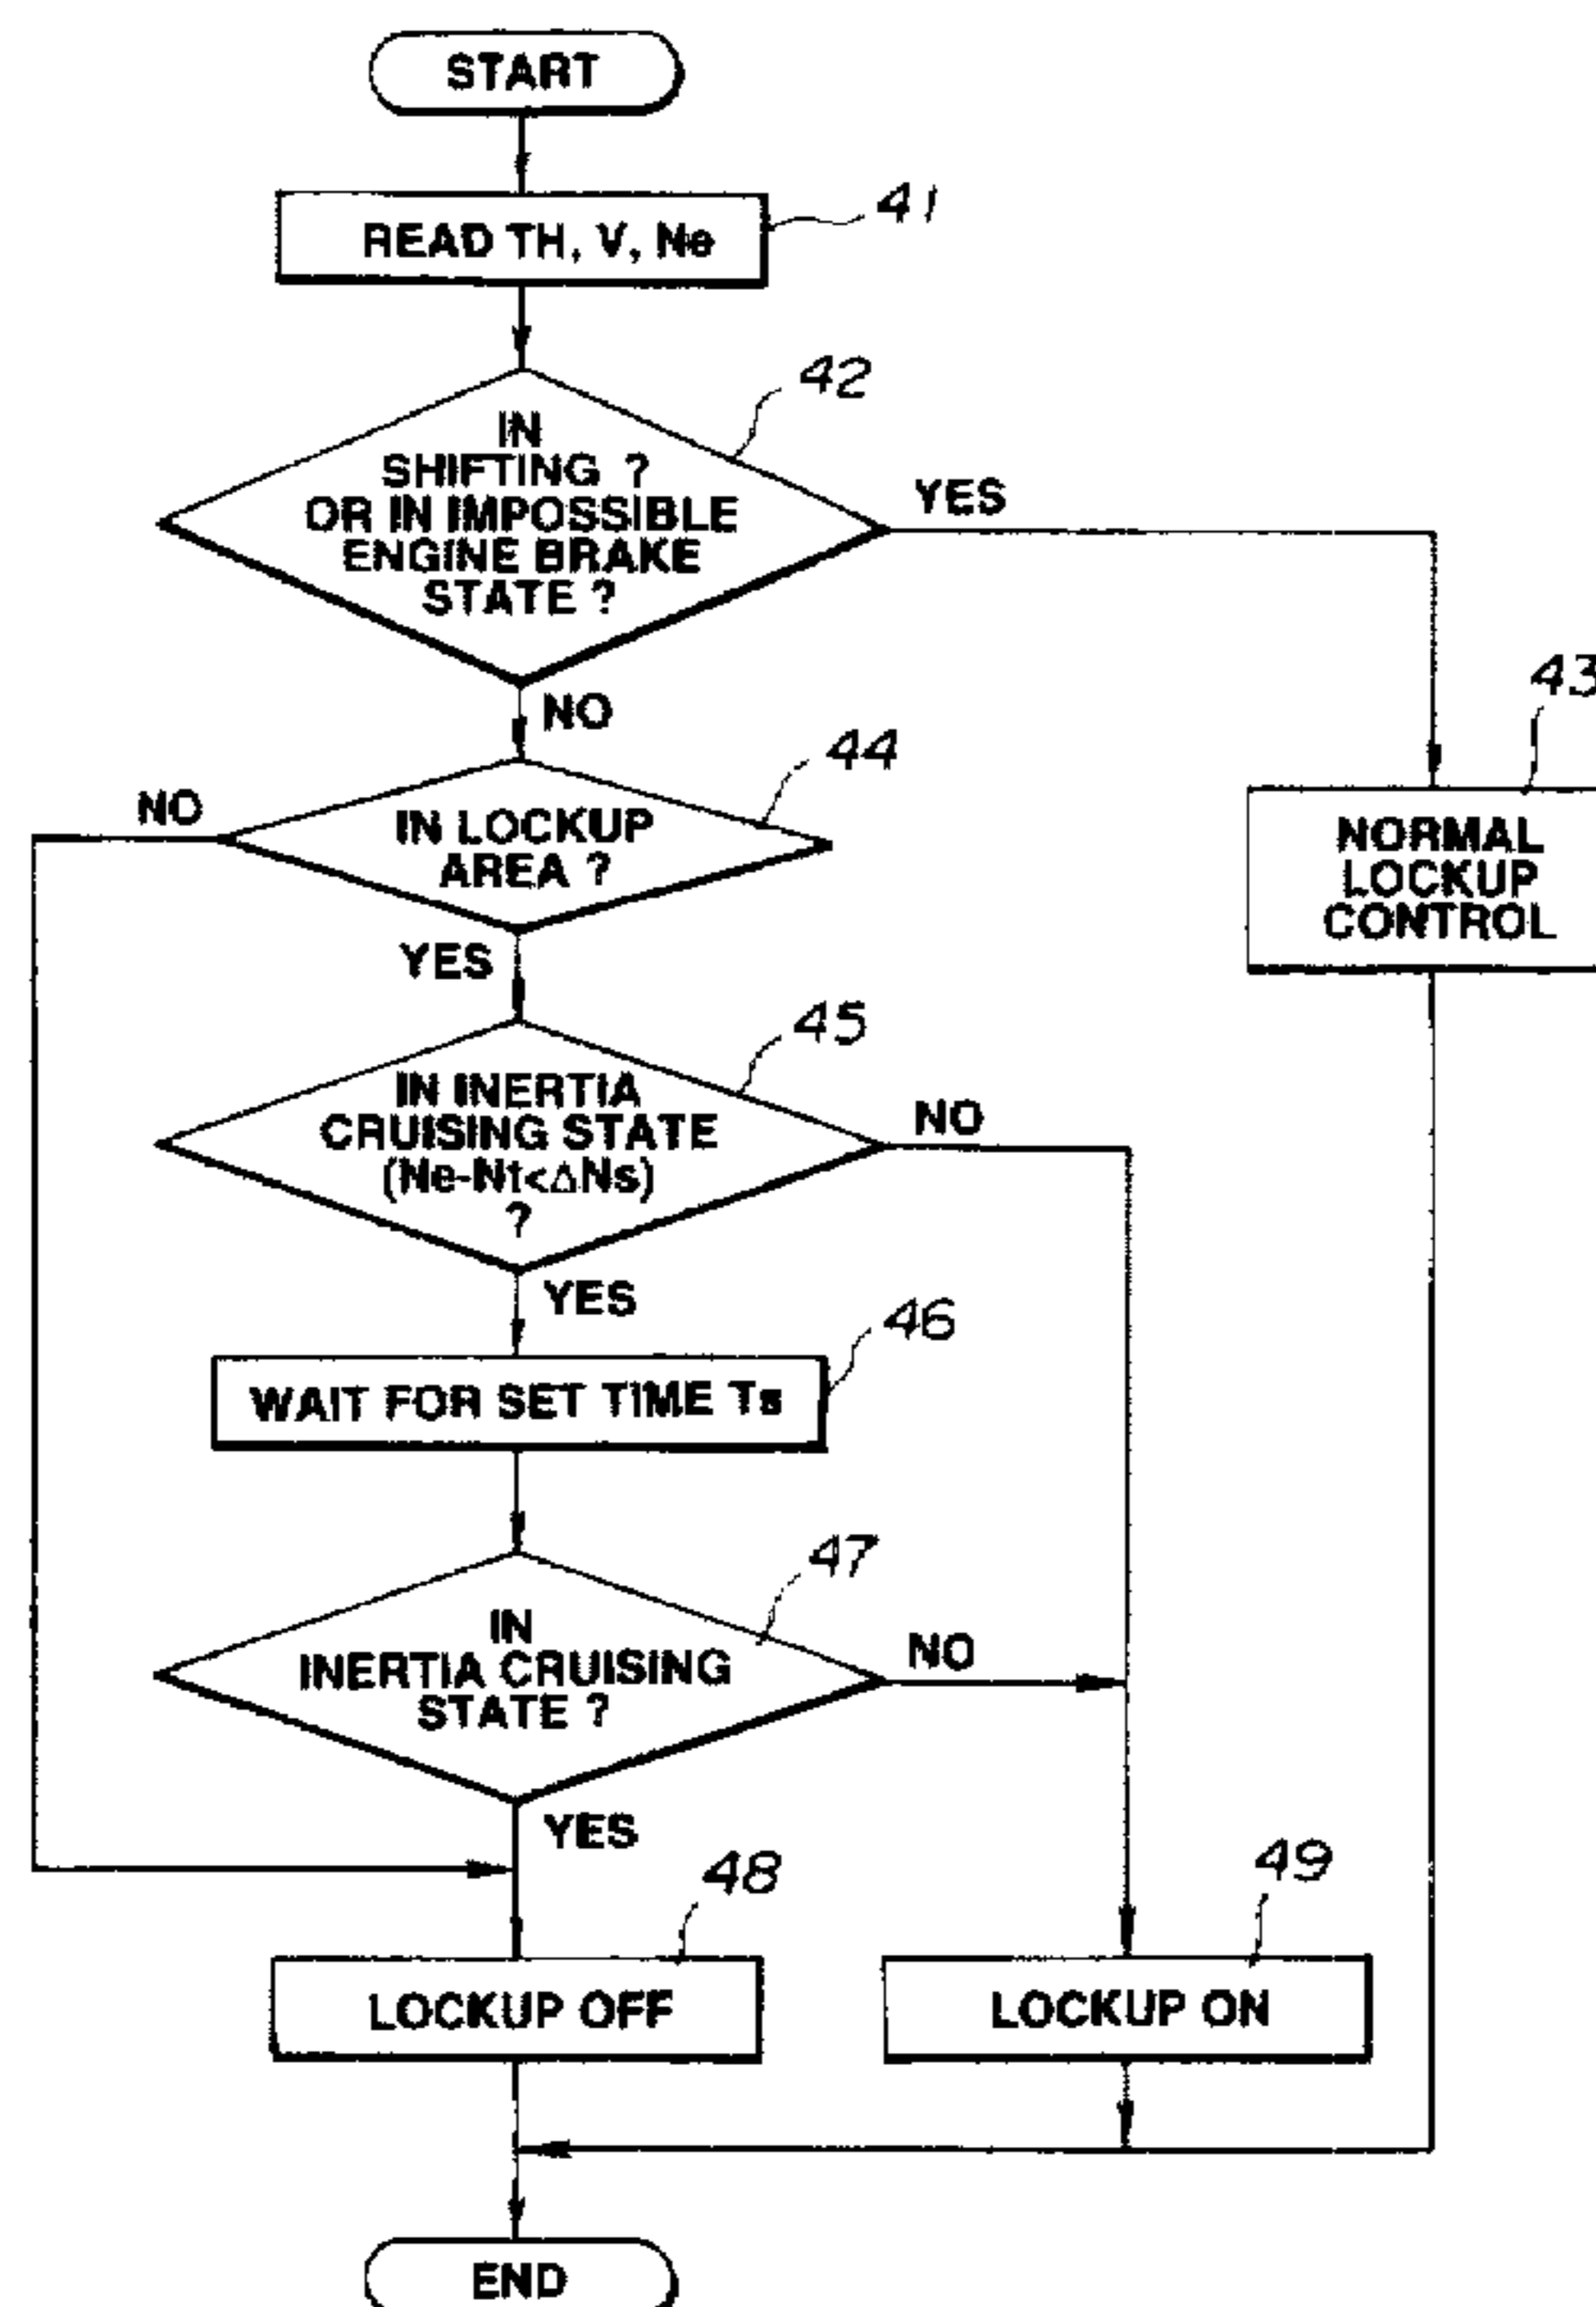 START
READ TH, V, Ne
41
IN
SHIFTING ?
OR IN IMPOSSIBLE
ENGINE BRAKE
STATE ?
42
YES
NO
43
NORMAL
LOCKUP
CONTROL
IN LOCKUP
AREA ?
44
NO
YES
IN INERTIA
CRUISING STATE
(Ne-Nt<ΔNs)
?
45
NO
YES
WAIT FOR SET TIME Ts
46
IN
INERTIA CRUISING
STATE ?
47
NO
YES
48
LOCKUP OFF
49
LOCKUP ON
END